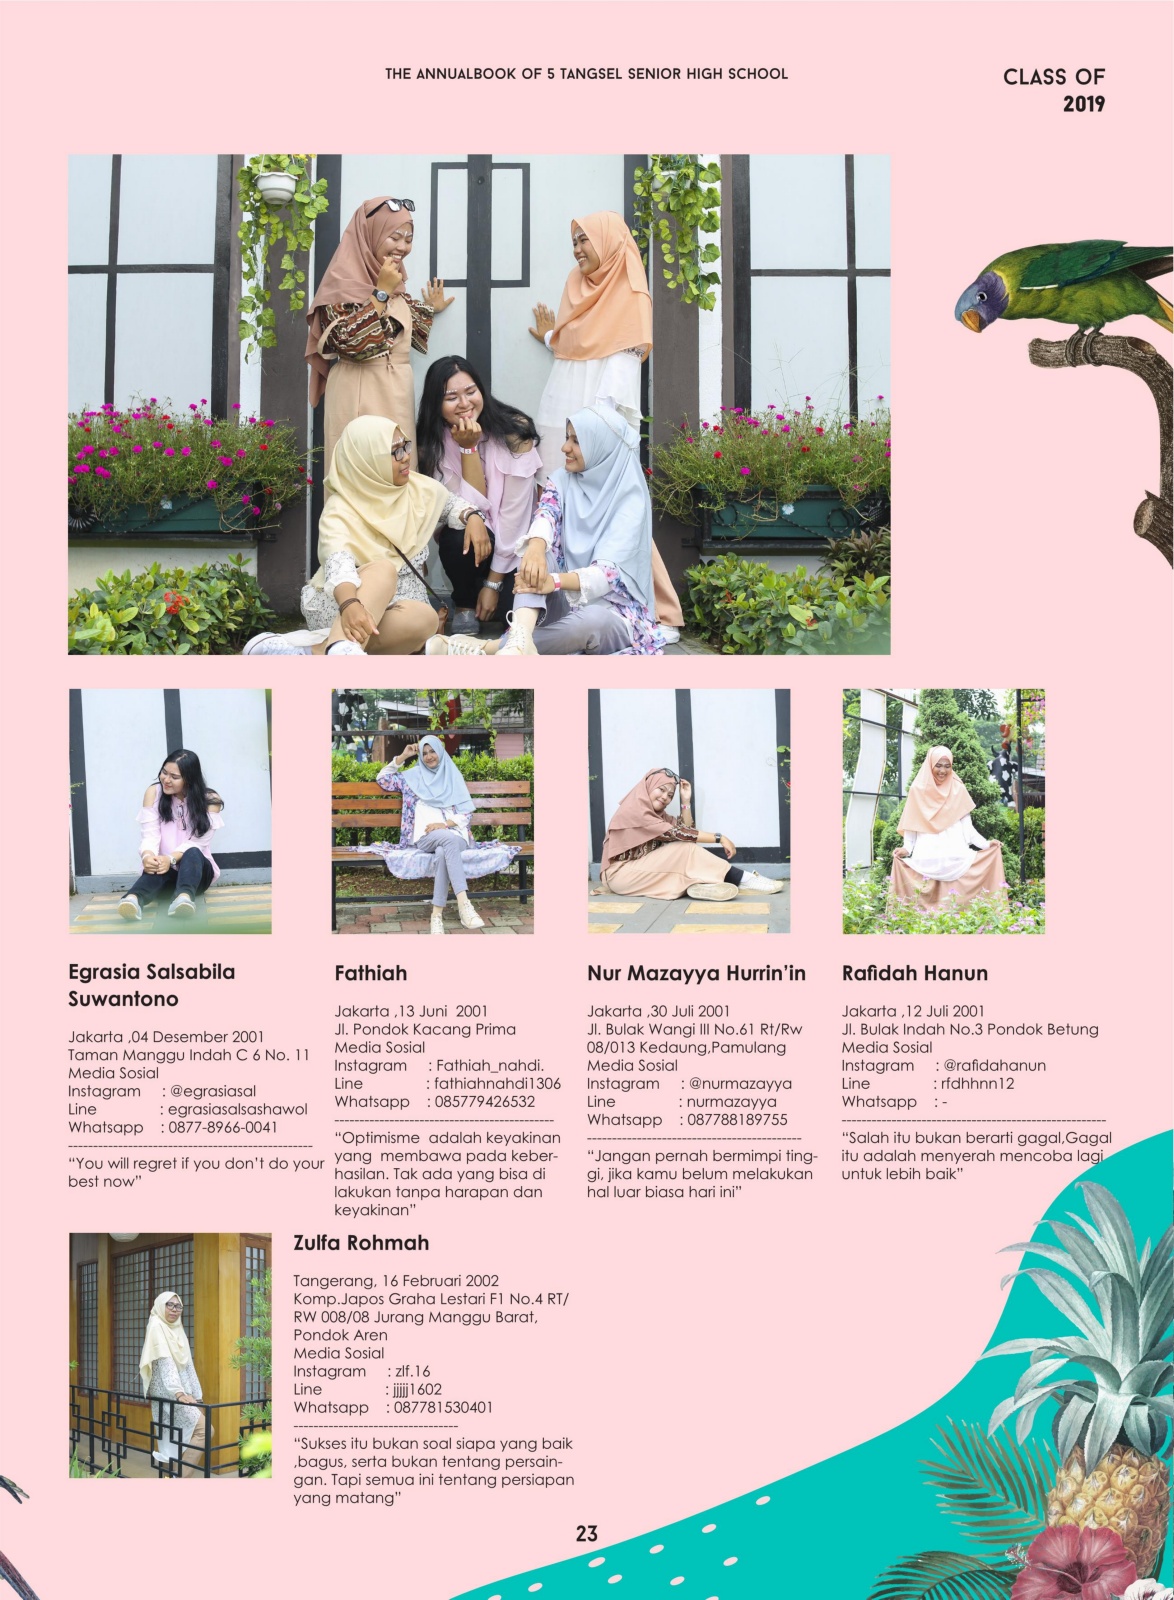 THE ANNUALBOOK OF 5 TANGSEL SENIOR HIGH SCHOOL
CLASS OF
2019
Egrasia Salsabila
Suwantono
Jakarta ,04 Desember 2001
Taman Manggu Indah C 6 No. 11
Media Sosial
Instagram : @egrasiasal
Line : egrasiasalsashawol
Whatsapp : 0877-8966-0041
-------------------------------------------------
“You will regret if you don’t do your
best now”
Fathiah
Jakarta ,13 Juni 2001
Jl. Pondok Kacang Prima
Media Sosial
Instagram : Fathiah_nahdi.
Line : fathiahnahdi1306
Whatsapp : 085779426532
--------------------------------------------
“Optimisme adalah keyakinan
yang membawa pada keber-
hasilan. Tak ada yang bisa di
lakukan tanpa harapan dan
keyakinan”
Nur Mazayya Hurrin’in
Jakarta ,30 Juli 2001
Jl. Bulak Wangi III No.61 Rt/Rw
08/013 Kedaung,Pamulang
Media Sosial
Instagram : @nurmazayya
Line : nurmazayya
Whatsapp : 087788189755
-------------------------------------------
“Jangan pernah bermimpi ting-
gi, jika kamu belum melakukan
hal luar biasa hari ini”
Rafidah Hanun
Jakarta ,12 Juli 2001
Jl. Bulak Indah No.3 Pondok Betung
Media Sosial
Instagram : @rafidahanun
Line : rfdhhnn12
Whatsapp : -
-----------------------------------------------------
“Salah itu bukan berarti gagal,Gagal
itu adalah menyerah mencoba lagi
untuk lebih baik”
Zulfa Rohmah
Tangerang, 16 Februari 2002
Komp.Japos Graha Lestari F1 No.4 RT/
RW 008/08 Jurang Manggu Barat,
Pondok Aren
Media Sosial
Instagram : zlf.16
Line : jjjjj1602
Whatsapp : 087781530401
---------------------------------
“Sukses itu bukan soal siapa yang baik
,bagus, serta bukan tentang persain-
gan. Tapi semua ini tentang persiapan
yang matang”
23